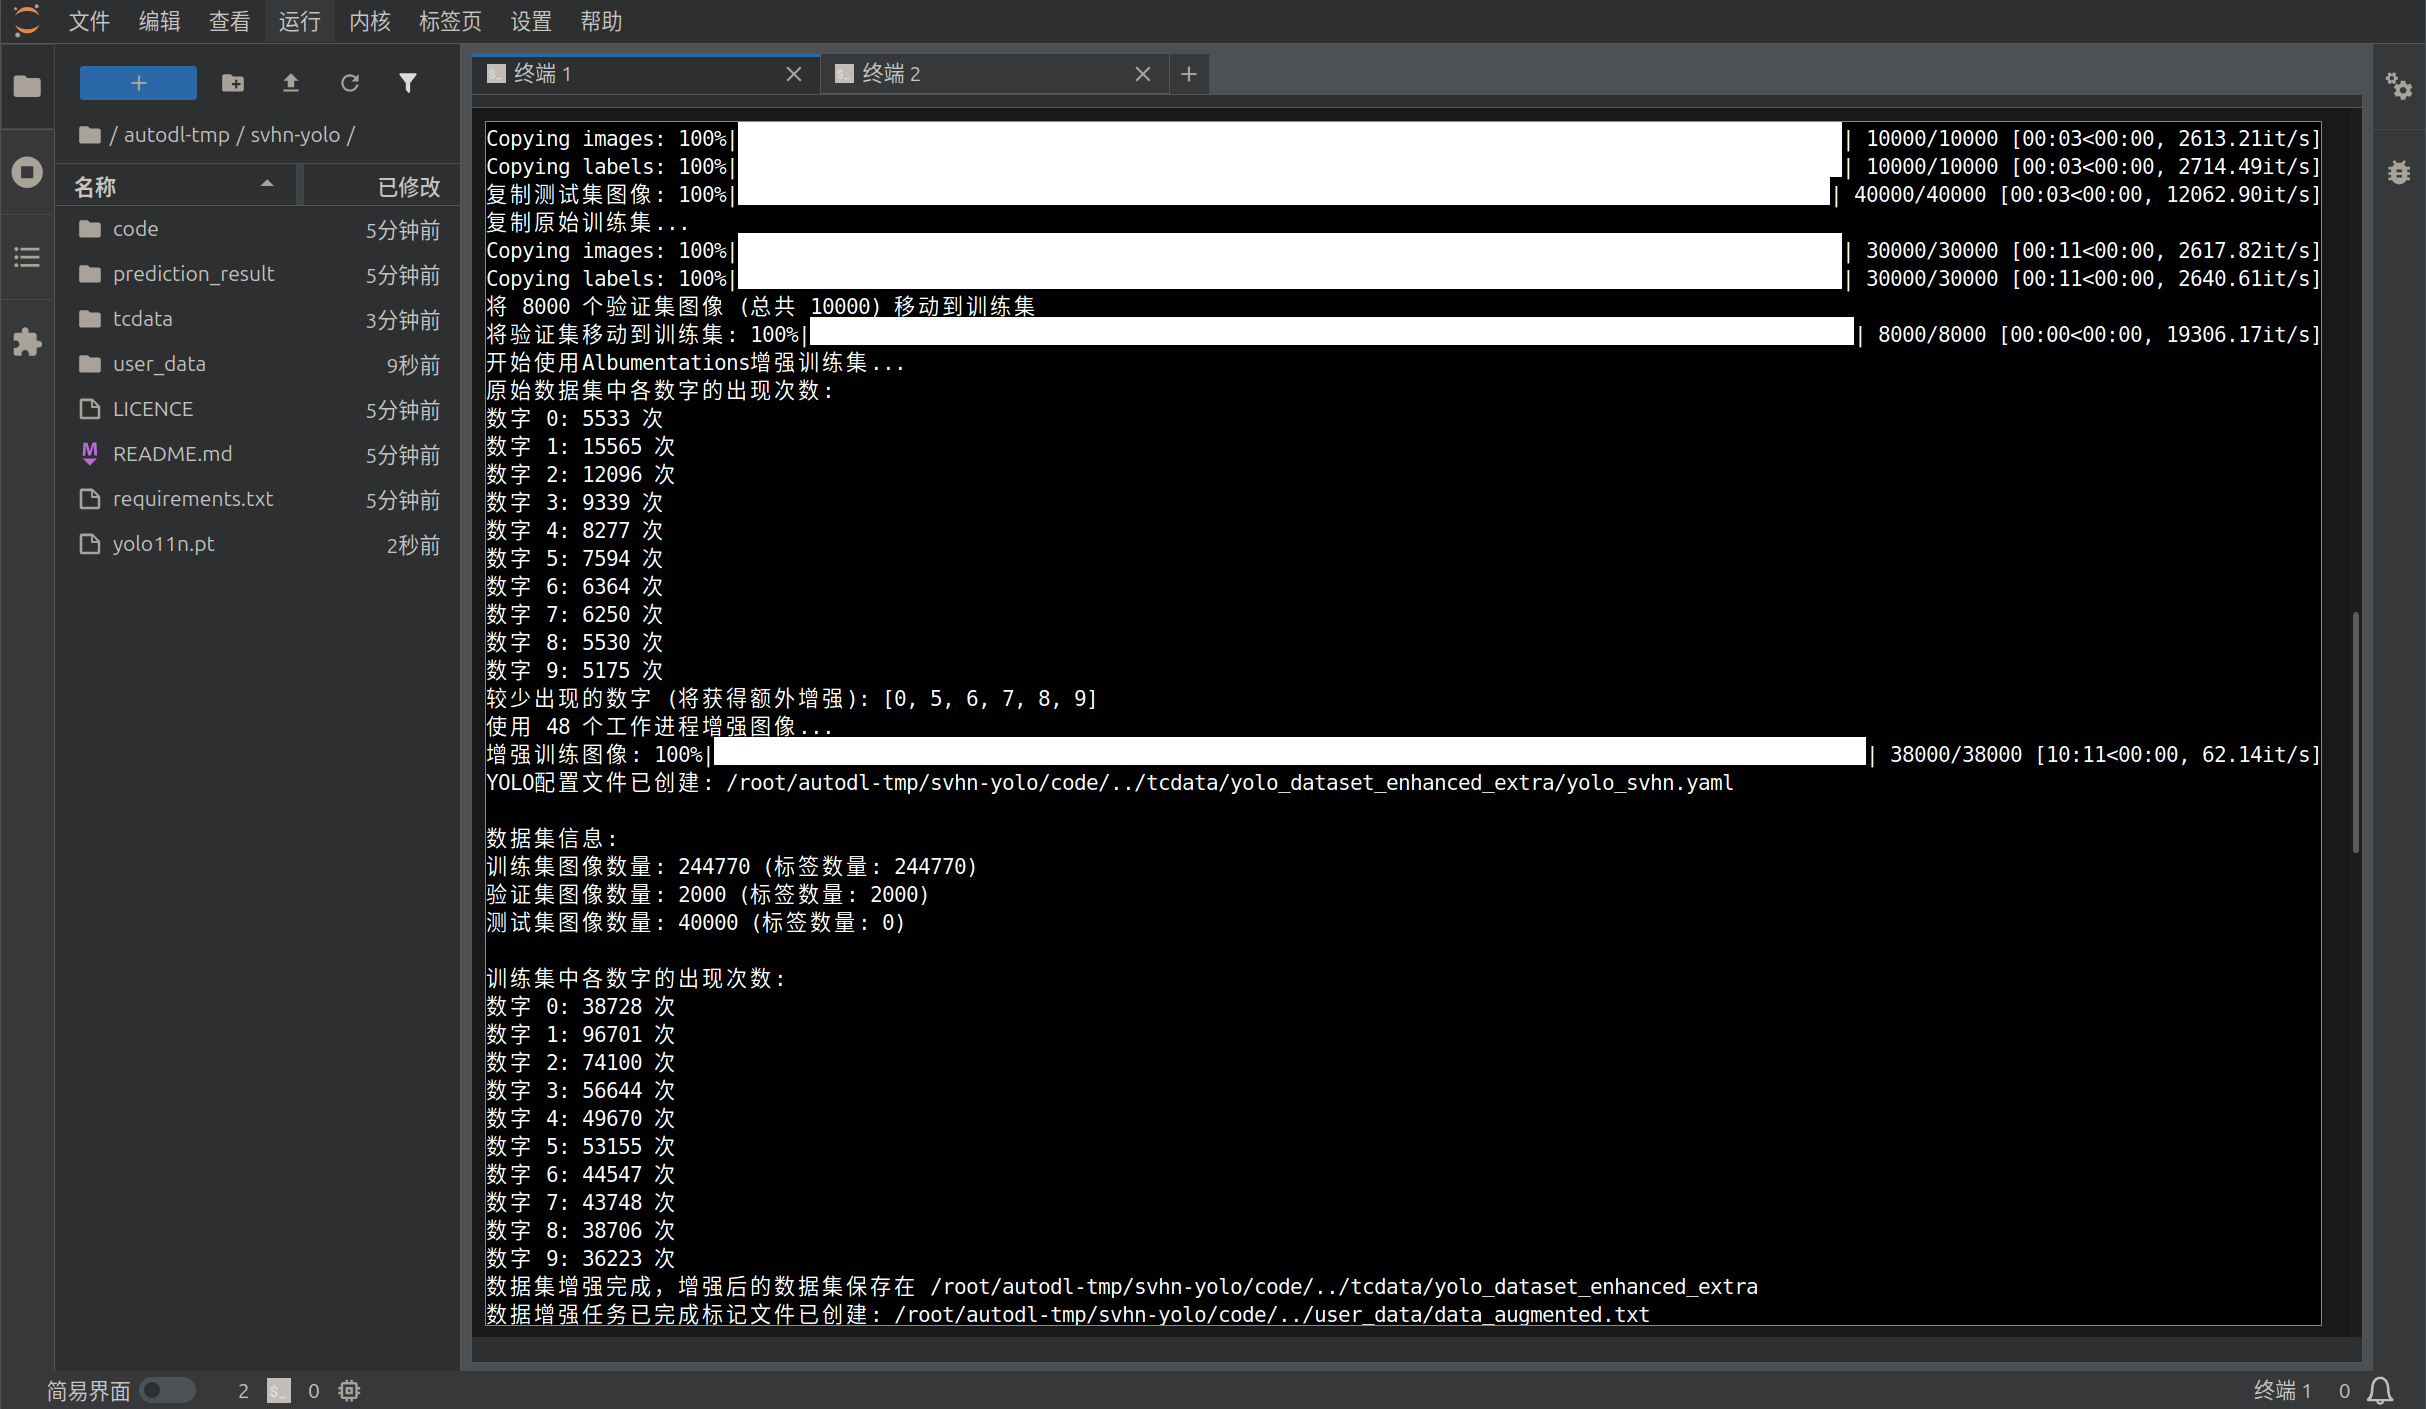 文件 编辑 查看 运行 内核 标签页 设置 帮助
/ autodl-tmp / svhn-yolo /
名称 已修改
code 5分钟前
prediction_result 5分钟前
tcdata 3分钟前
user_data 9秒前
LICENCE 5分钟前
README.md 5分钟前
requirements.txt 5分钟前
yolo11n.pt 2秒前
终端 1 终端 2
Copying images: 100%| | 10000/10000 [00:03<00:00, 2613.21it/s]
Copying labels: 100%| | 10000/10000 [00:03<00:00, 2714.49it/s]
复制测试集图像: 100%| | 40000/40000 [00:03<00:00, 12062.90it/s]
复制原始训练集...
Copying images: 100%| | 30000/30000 [00:11<00:00, 2617.82it/s]
Copying labels: 100%| | 30000/30000 [00:11<00:00, 2640.61it/s]
将 8000 个验证集图像 (总共 10000) 移动到训练集
将验证集移动到训练集: 100%| | 8000/8000 [00:00<00:00, 19306.17it/s]
开始使用Albumentations增强训练集...
原始数据集中各数字的出现次数:
数字 0: 5533 次
数字 1: 15565 次
数字 2: 12096 次
数字 3: 9339 次
数字 4: 8277 次
数字 5: 7594 次
数字 6: 6364 次
数字 7: 6250 次
数字 8: 5530 次
数字 9: 5175 次
较少出现的数字 (将获得额外增强): [0, 5, 6, 7, 8, 9]
使用 48 个工作进程增强图像...
增强训练图像: 100%| | 38000/38000 [10:11<00:00, 62.14it/s]
YOLO配置文件已创建: /root/autodl-tmp/svhn-yolo/code/../tcdata/yolo_dataset_enhanced_extra/yolo_svhn.yaml
数据集信息:
训练集图像数量: 244770 (标签数量: 244770)
验证集图像数量: 2000 (标签数量: 2000)
测试集图像数量: 40000 (标签数量: 0)
训练集中各数字的出现次数:
数字 0: 38728 次
数字 1: 96701 次
数字 2: 74100 次
数字 3: 56644 次
数字 4: 49670 次
数字 5: 53155 次
数字 6: 44547 次
数字 7: 43748 次
数字 8: 38706 次
数字 9: 36223 次
数据集增强完成，增强后的数据集保存在 /root/autodl-tmp/svhn-yolo/code/../tcdata/yolo_dataset_enhanced_extra
数据增强任务已完成标记文件已创建: /root/autodl-tmp/svhn-yolo/code/../user_data/data_augmented.txt
简易界面 2 0 终端 1 0